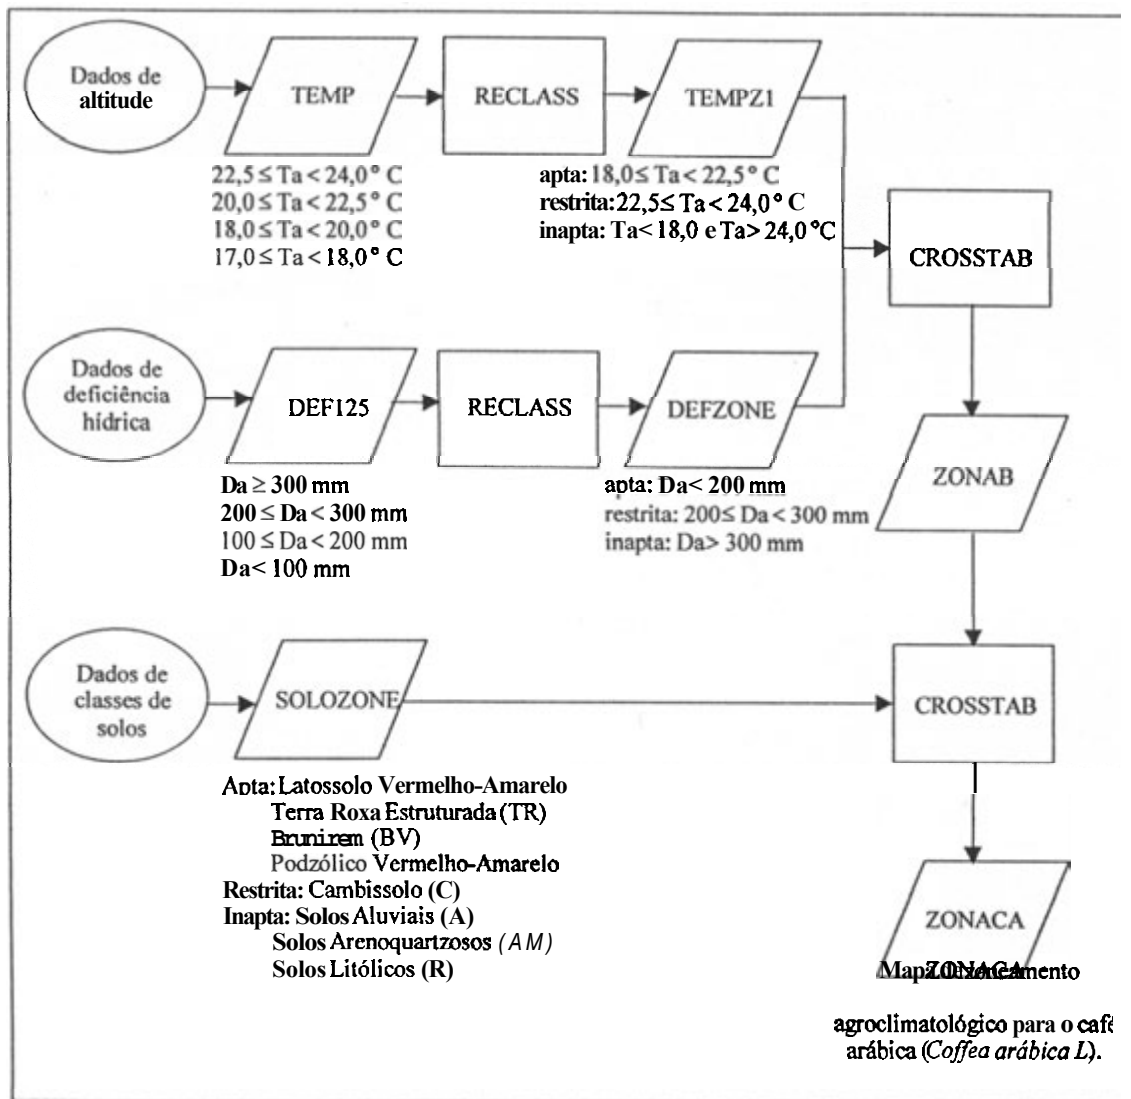 Dados de
altitude
TEMP
RECLASS
TEMPZ1
22,5 ≤ Ta < 24,0° C
20,0 ≤ Ta < 22,5° C
18,0 ≤ Ta < 20,0° C
17,0 ≤ Ta < 18,0° C
apta: 18,0 ≤ Ta < 22,5° C
restrita: 22,5 ≤ Ta < 24,0° C
inapta: Ta < 18,0 e Ta > 24,0 °C
CROSSTAB
Dados de
deficiência
hídrica
DEF125
RECLASS
DEFZONE
Da ≥ 300 mm
200 ≤ Da < 300 mm
100 ≤ Da < 200 mm
Da < 100 mm
apta: Da < 200 mm
restrita: 200 ≤ Da < 300 mm
inapta: Da > 300 mm
ZONAB
Dados de
classes de
solos
SOLOZONE
CROSSTAB
Apta: Latossolo Vermelho-Amarelo
Terra Roxa Estruturada (TR)
Brunirem (BV)
Podzólico Vermelho-Amarelo
Restrita: Cambissolo (C)
Inapta: Solos Aluviais (A)
Solos Arenoquartzosos (AM)
Solos Litólicos (R)
ZONACA
ZONACA
Mapa de zoneamento
agroclimatológico para o café
arábica (Coffea arábica L).